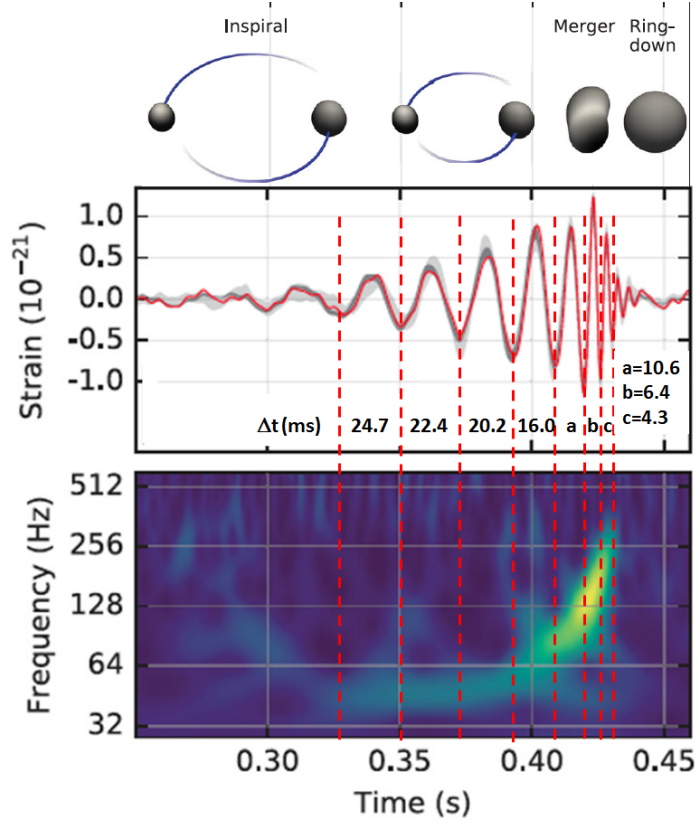 Inspiral
Merger
Ring-
down
Strain (10⁻²¹)
1.0
0.5
0.0
-0.5
-1.0
Δt (ms) 24.7 22.4 20.2 16.0 a b c
a=10.6
b=6.4
c=4.3
Frequency (Hz)
512
256
128
64
32
0.30 0.35 0.40 0.45
Time (s)